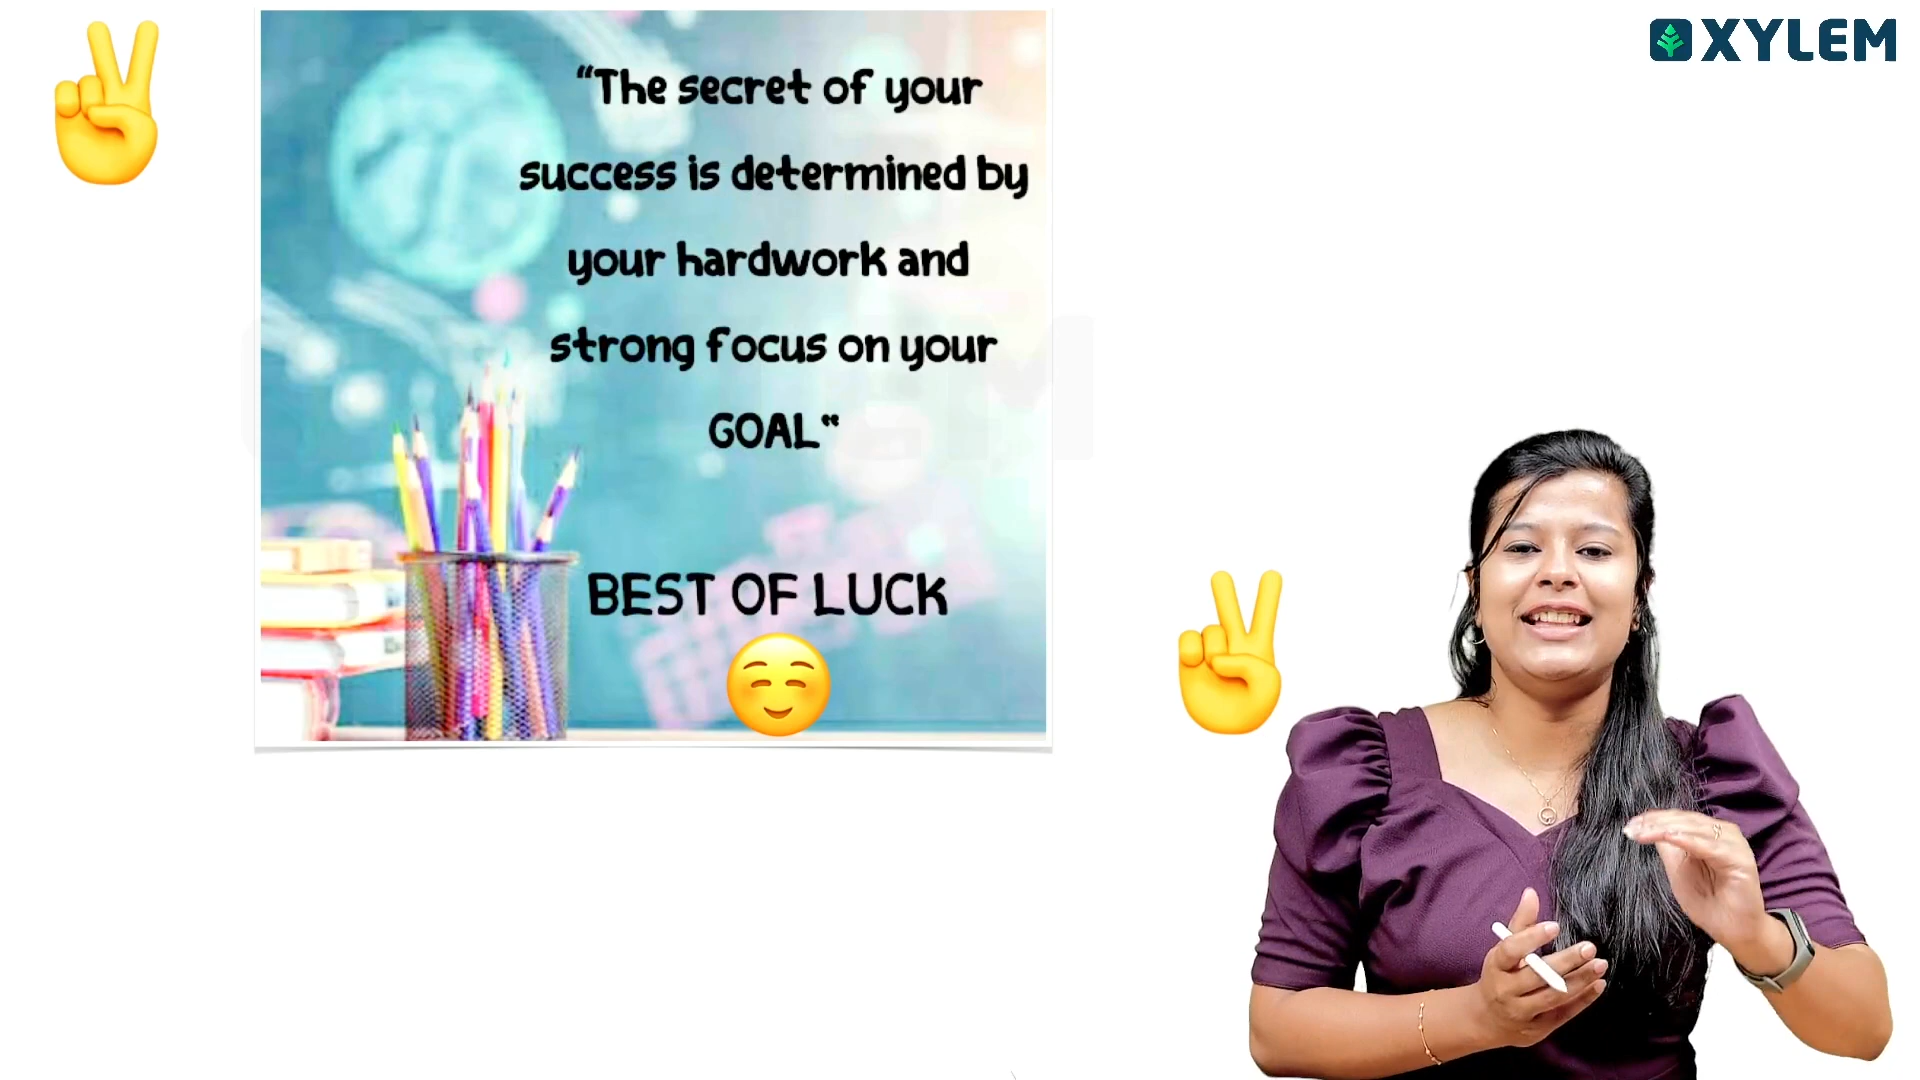 XYLEM
"The secret of your
success is determined by
your hardwork and
strong focus on your
GOAL"
BEST OF LUCK